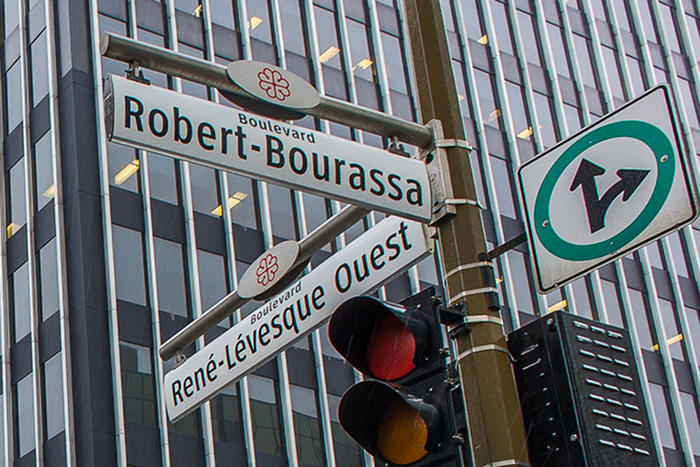 Boulevard
Robert-Bourassa
Boulevard
René-Lévesque Ouest